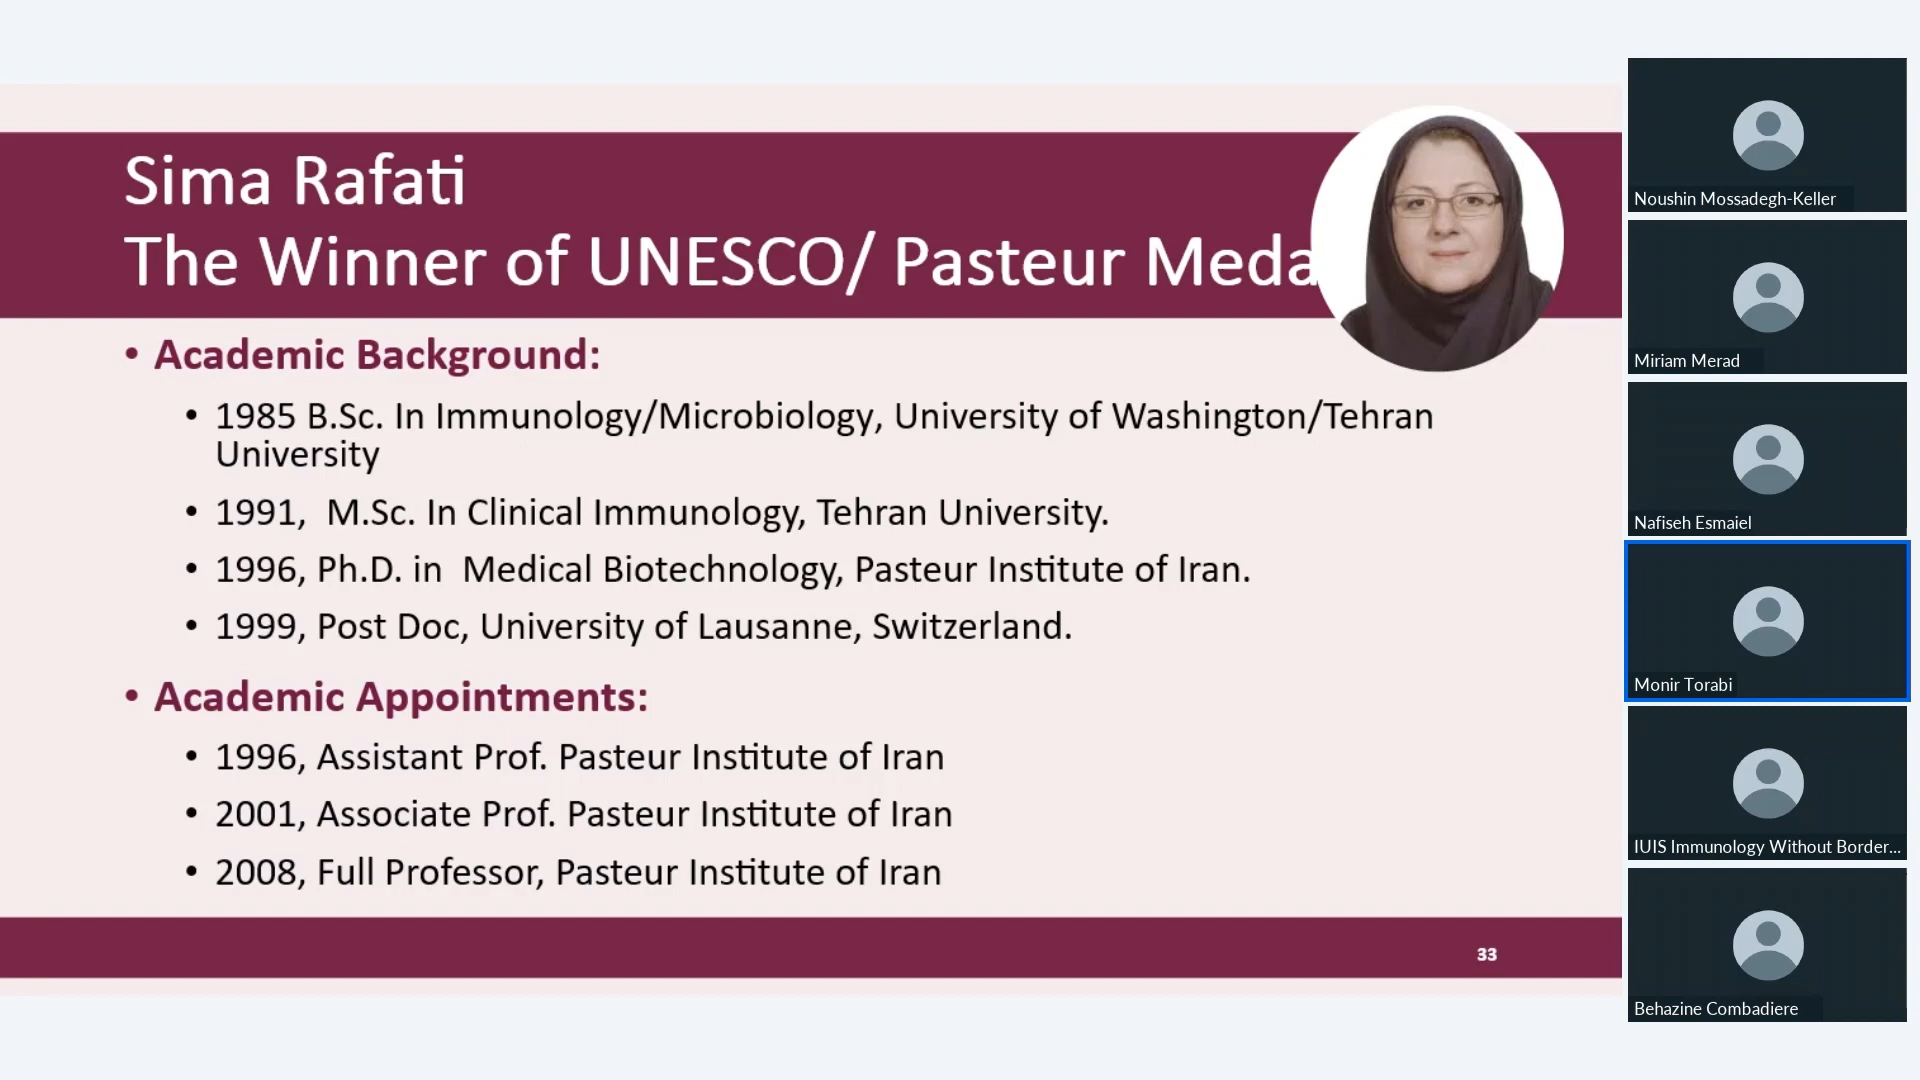 Sima Rafati
The Winner of UNESCO/ Pasteur Meda
• Academic Background:
• 1985 B.Sc. In Immunology/Microbiology, University of Washington/Tehran
University
• 1991, M.Sc. In Clinical Immunology, Tehran University.
• 1996, Ph.D. in Medical Biotechnology, Pasteur Institute of Iran.
• 1999, Post Doc, University of Lausanne, Switzerland.
• Academic Appointments:
• 1996, Assistant Prof. Pasteur Institute of Iran
• 2001, Associate Prof. Pasteur Institute of Iran
• 2008, Full Professor, Pasteur Institute of Iran
33
Noushin Mossadegh-Keller
Miriam Merad
Nafiseh Esmaiel
Monir Torabi
IUIS Immunology Without Border...
Behazine Combadiere